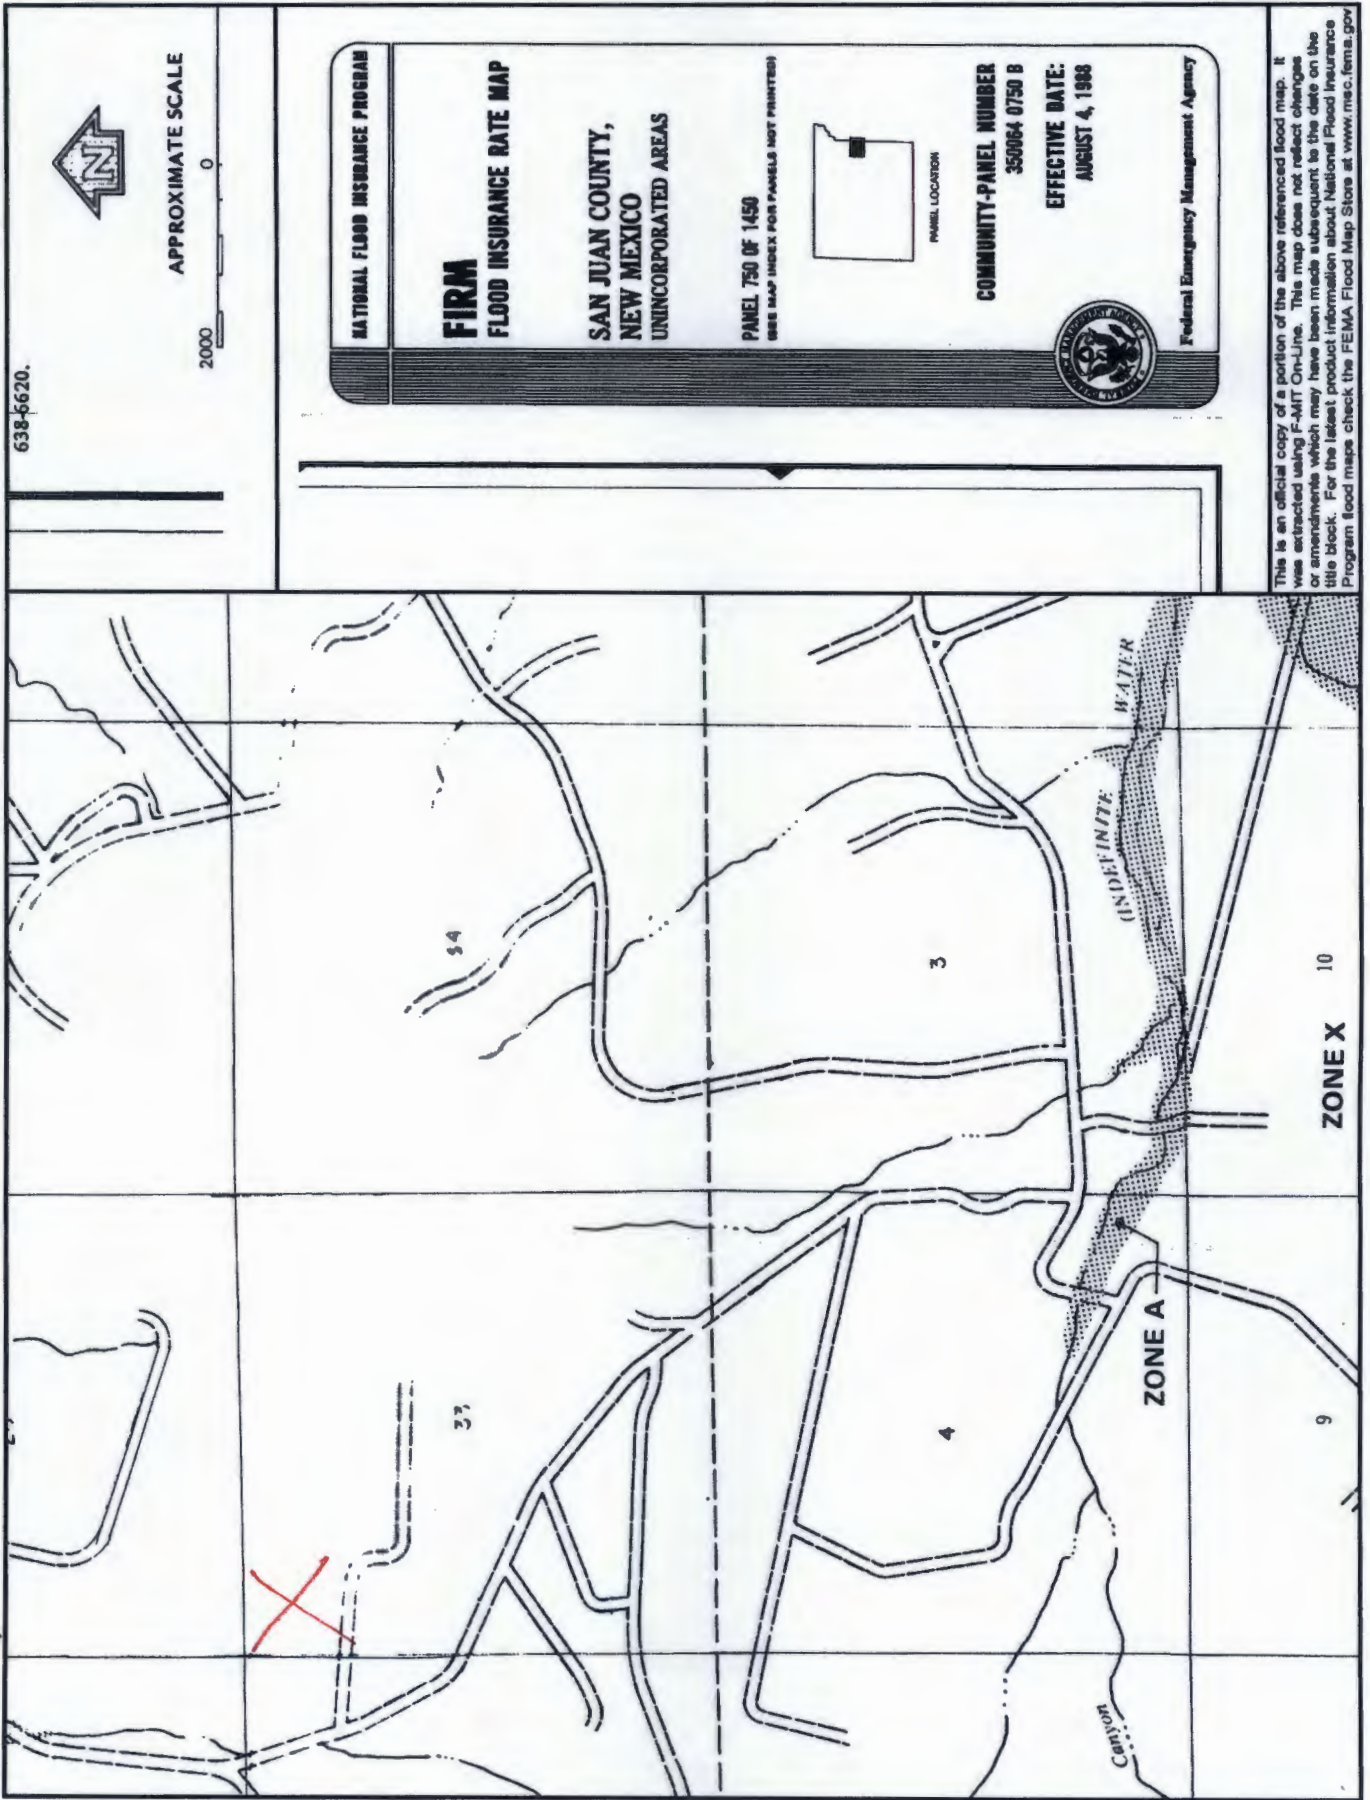 638-6620.
N
APPROXIMATE SCALE
2000 0
NATIONAL FLOOD INSURANCE PROGRAM
FIRM
FLOOD INSURANCE RATE MAP
SAN JUAN COUNTY,
NEW MEXICO
UNINCORPORATED AREAS
PANEL 750 OF 1450
(SEE MAP INDEX FOR PANELS NOT PRINTED)
PANEL LOCATION
COMMUNITY-PANEL NUMBER
350064 0750 B
EFFECTIVE DATE:
AUGUST 4, 1988
Federal Emergency Management Agency
This is an official copy of a portion of the above referenced flood map. It
was extracted using F-MIT On-Line. This map does not reflect changes
or amendments which may have been made subsequent to the date on the
title block. For the latest product information about National Flood Insurance
Program flood maps check the FEMA Flood Map Store at www.msc.fema.gov
33
34
4
3
(INDEFINITE WATER
ZONE A
Canyon
9
10
ZONE X